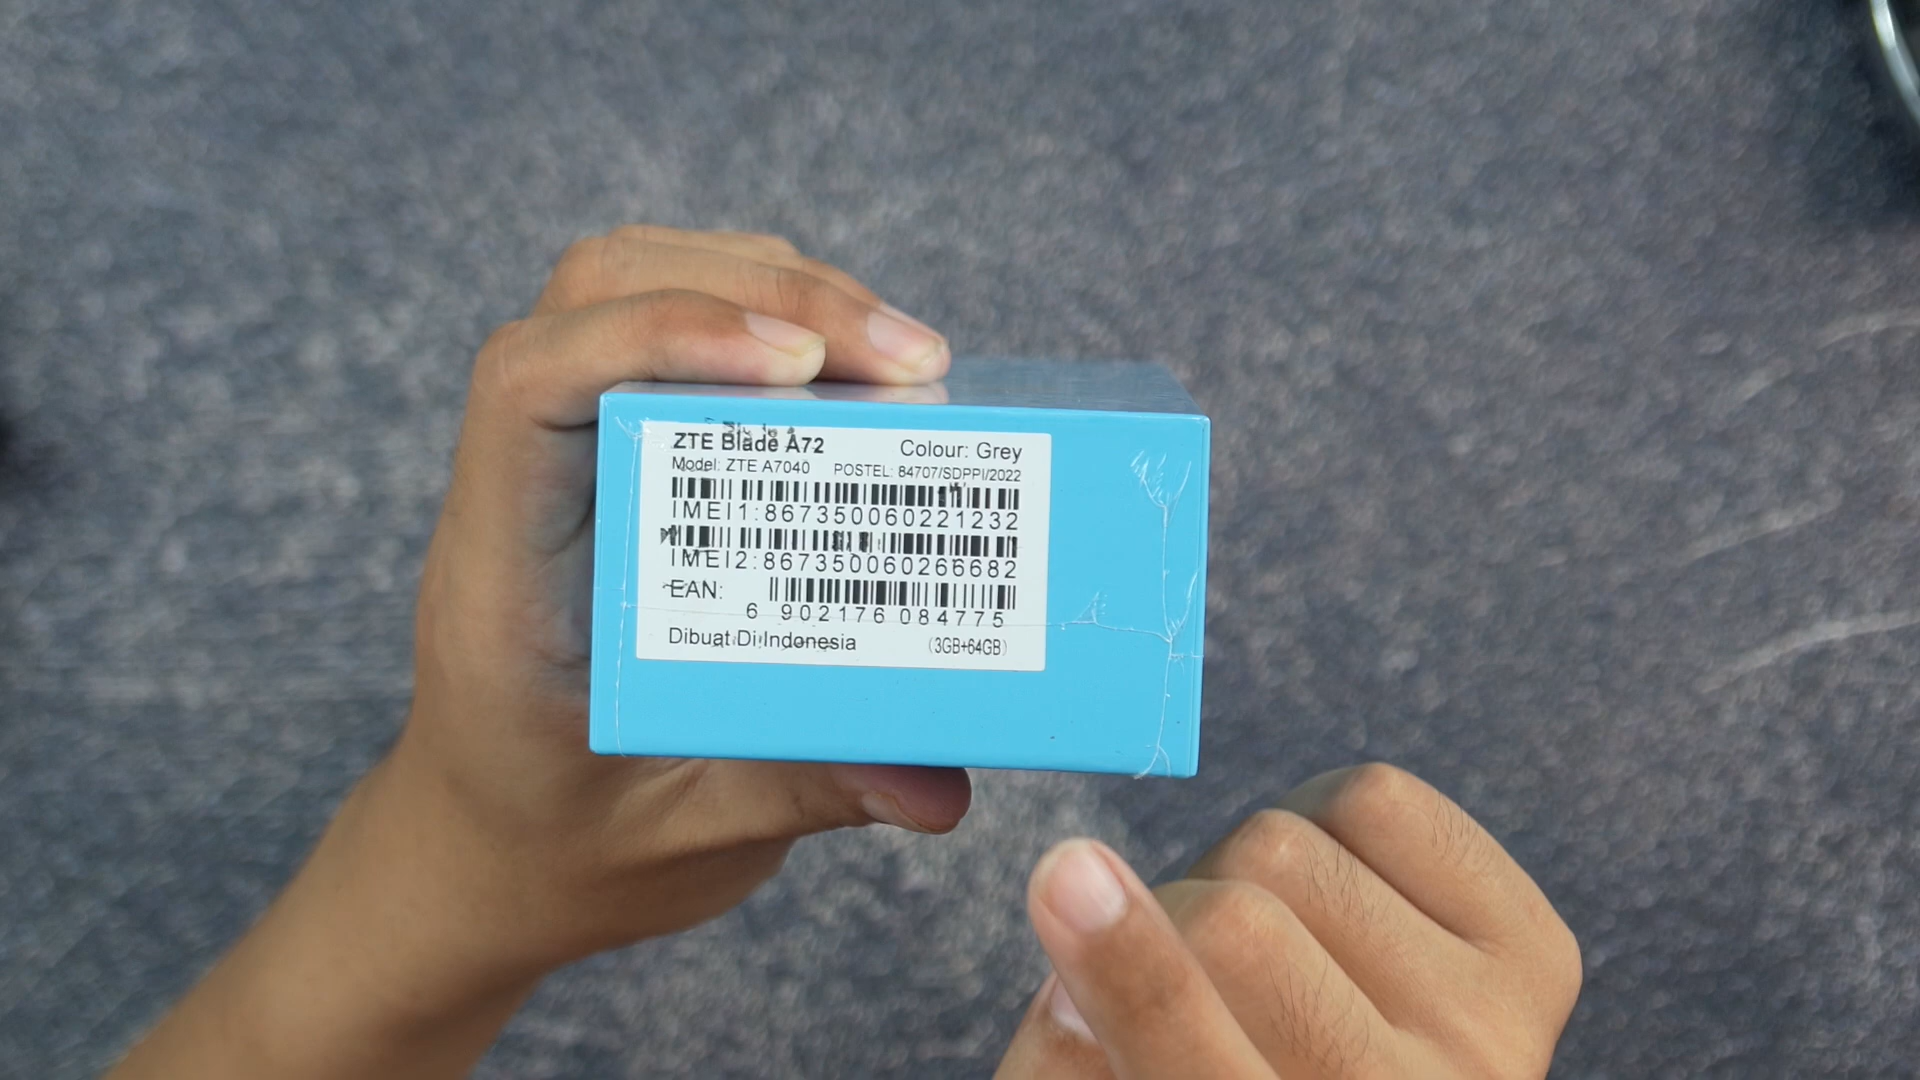 ZTE Blade A72 Colour: Grey
Model: ZTE A7040 POSTEL: 84707/SDPPI/2022
IMEI1:867350060221232
IMEI2:867350060266682
EAN:
6 902176 084775
Dibuat Di Indonesia (3GB+64GB)